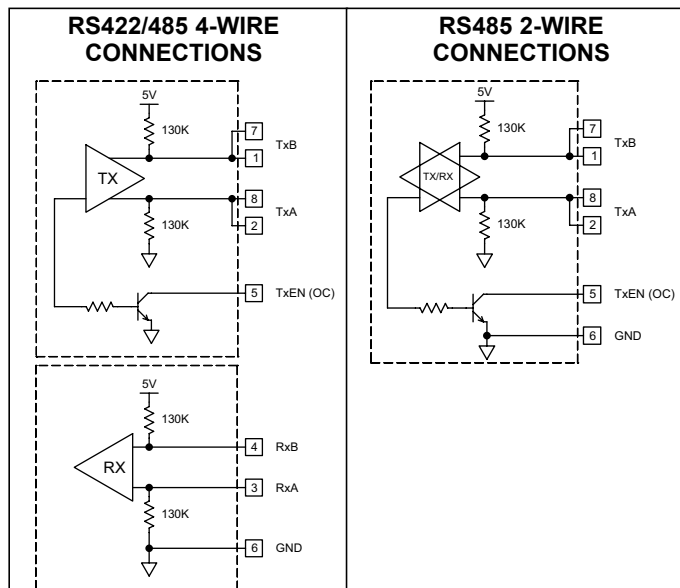 RS422/485 4-WIRE
CONNECTIONS
5V
130K
7
TxB
1
TX
8
TxA
130K
2
5
TxEN (OC)
5V
130K
4
RxB
RX
3
RxA
130K
6
GND
RS485 2-WIRE
CONNECTIONS
5V
130K
7
TxB
1
TX/RX
8
TxA
130K
2
5
TxEN (OC)
6
GND